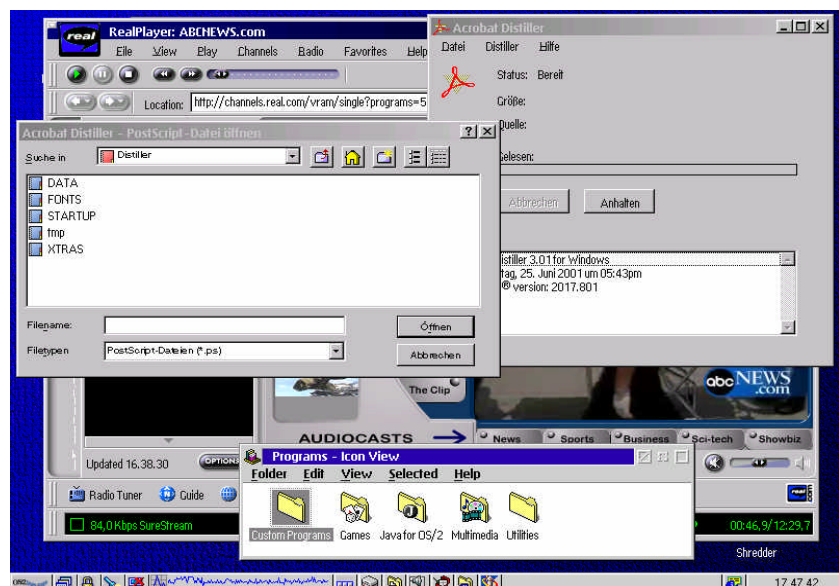 real
RealPlayer: ABCNEWS.com
File View Play Channels Radio Favorites Help
Location: http://channels.real.com/vram/single?programs=5
Acrobat Distiller
Datei Distiller Hilfe
Status: Bereit
Größe:
Quelle:
Gelesen:
Abbrechen Anhalten
istiller 3.01 for Windows
tag, 25. Juni 2001 um 05:43pm
® version: 2017.801
Acrobat Distiller - PostScript-Datei öffnen
Suche in Distiller
DATA
FONTS
STARTUP
tmp
XTRAS
Filename:
Öffnen
Filetypen PostScript-Dateien (*.ps)
Abbrechen
The Clip
abc NEWS
.com
AUDIOCASTS
News Sports Business Sci-tech Showbiz
Updated 16.38.30 OPTIONS
Radio Tuner Guide
real
84,0 Kbps SureStream
00:46,9/12:29,7
Programs - Icon View
Folder Edit View Selected Help
Custom Programs Games Java for OS/2 Multimedia Utilities
Shredder
17.47.42